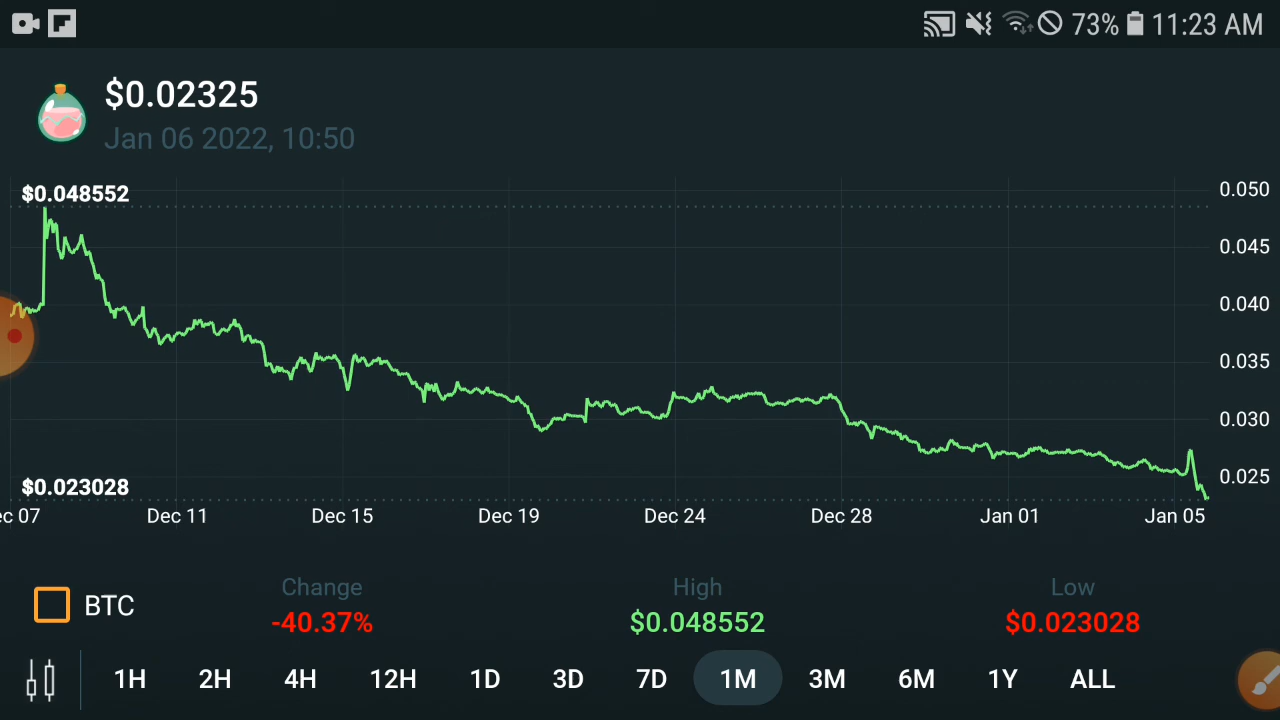 73% 11:23 AM
$0.02325
Jan 06 2022, 10:50
$0.048552
0.050
0.045
0.040
0.035
0.030
0.025
$0.023028
ec 07 Dec 11 Dec 15 Dec 19 Dec 24 Dec 28 Jan 01 Jan 05
BTC
Change High Low
-40.37% $0.048552 $0.023028
1H 2H 4H 12H 1D 3D 7D 1M 3M 6M 1Y ALL